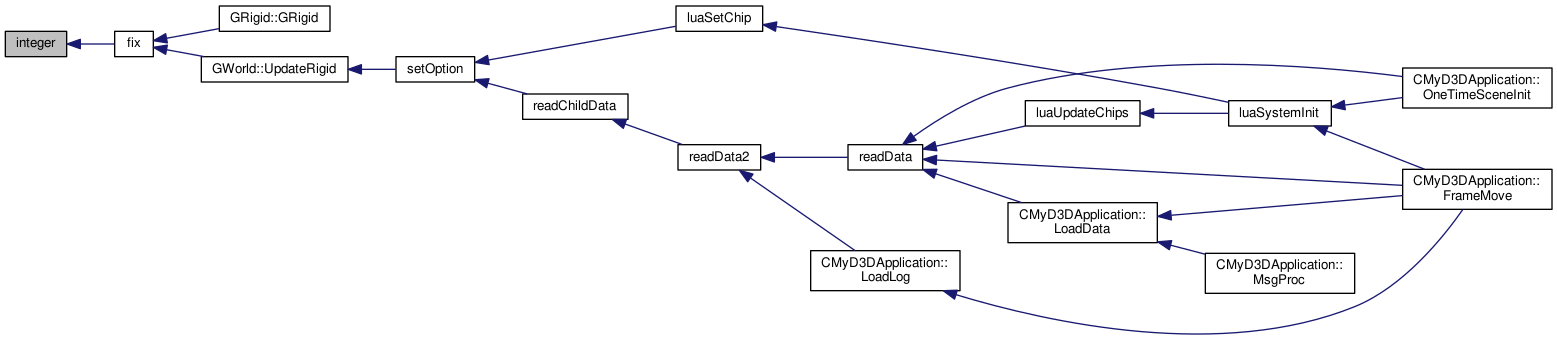 integer
fix
GRigid::GRigid
GWorld::UpdateRigid
setOption
luaSetChip
readChildData
readData2
readData
CMyD3DApplication::
LoadLog
luaUpdateChips
CMyD3DApplication::
LoadData
luaSystemInit
CMyD3DApplication::
MsgProc
CMyD3DApplication::
OneTimeSceneInit
CMyD3DApplication::
FrameMove